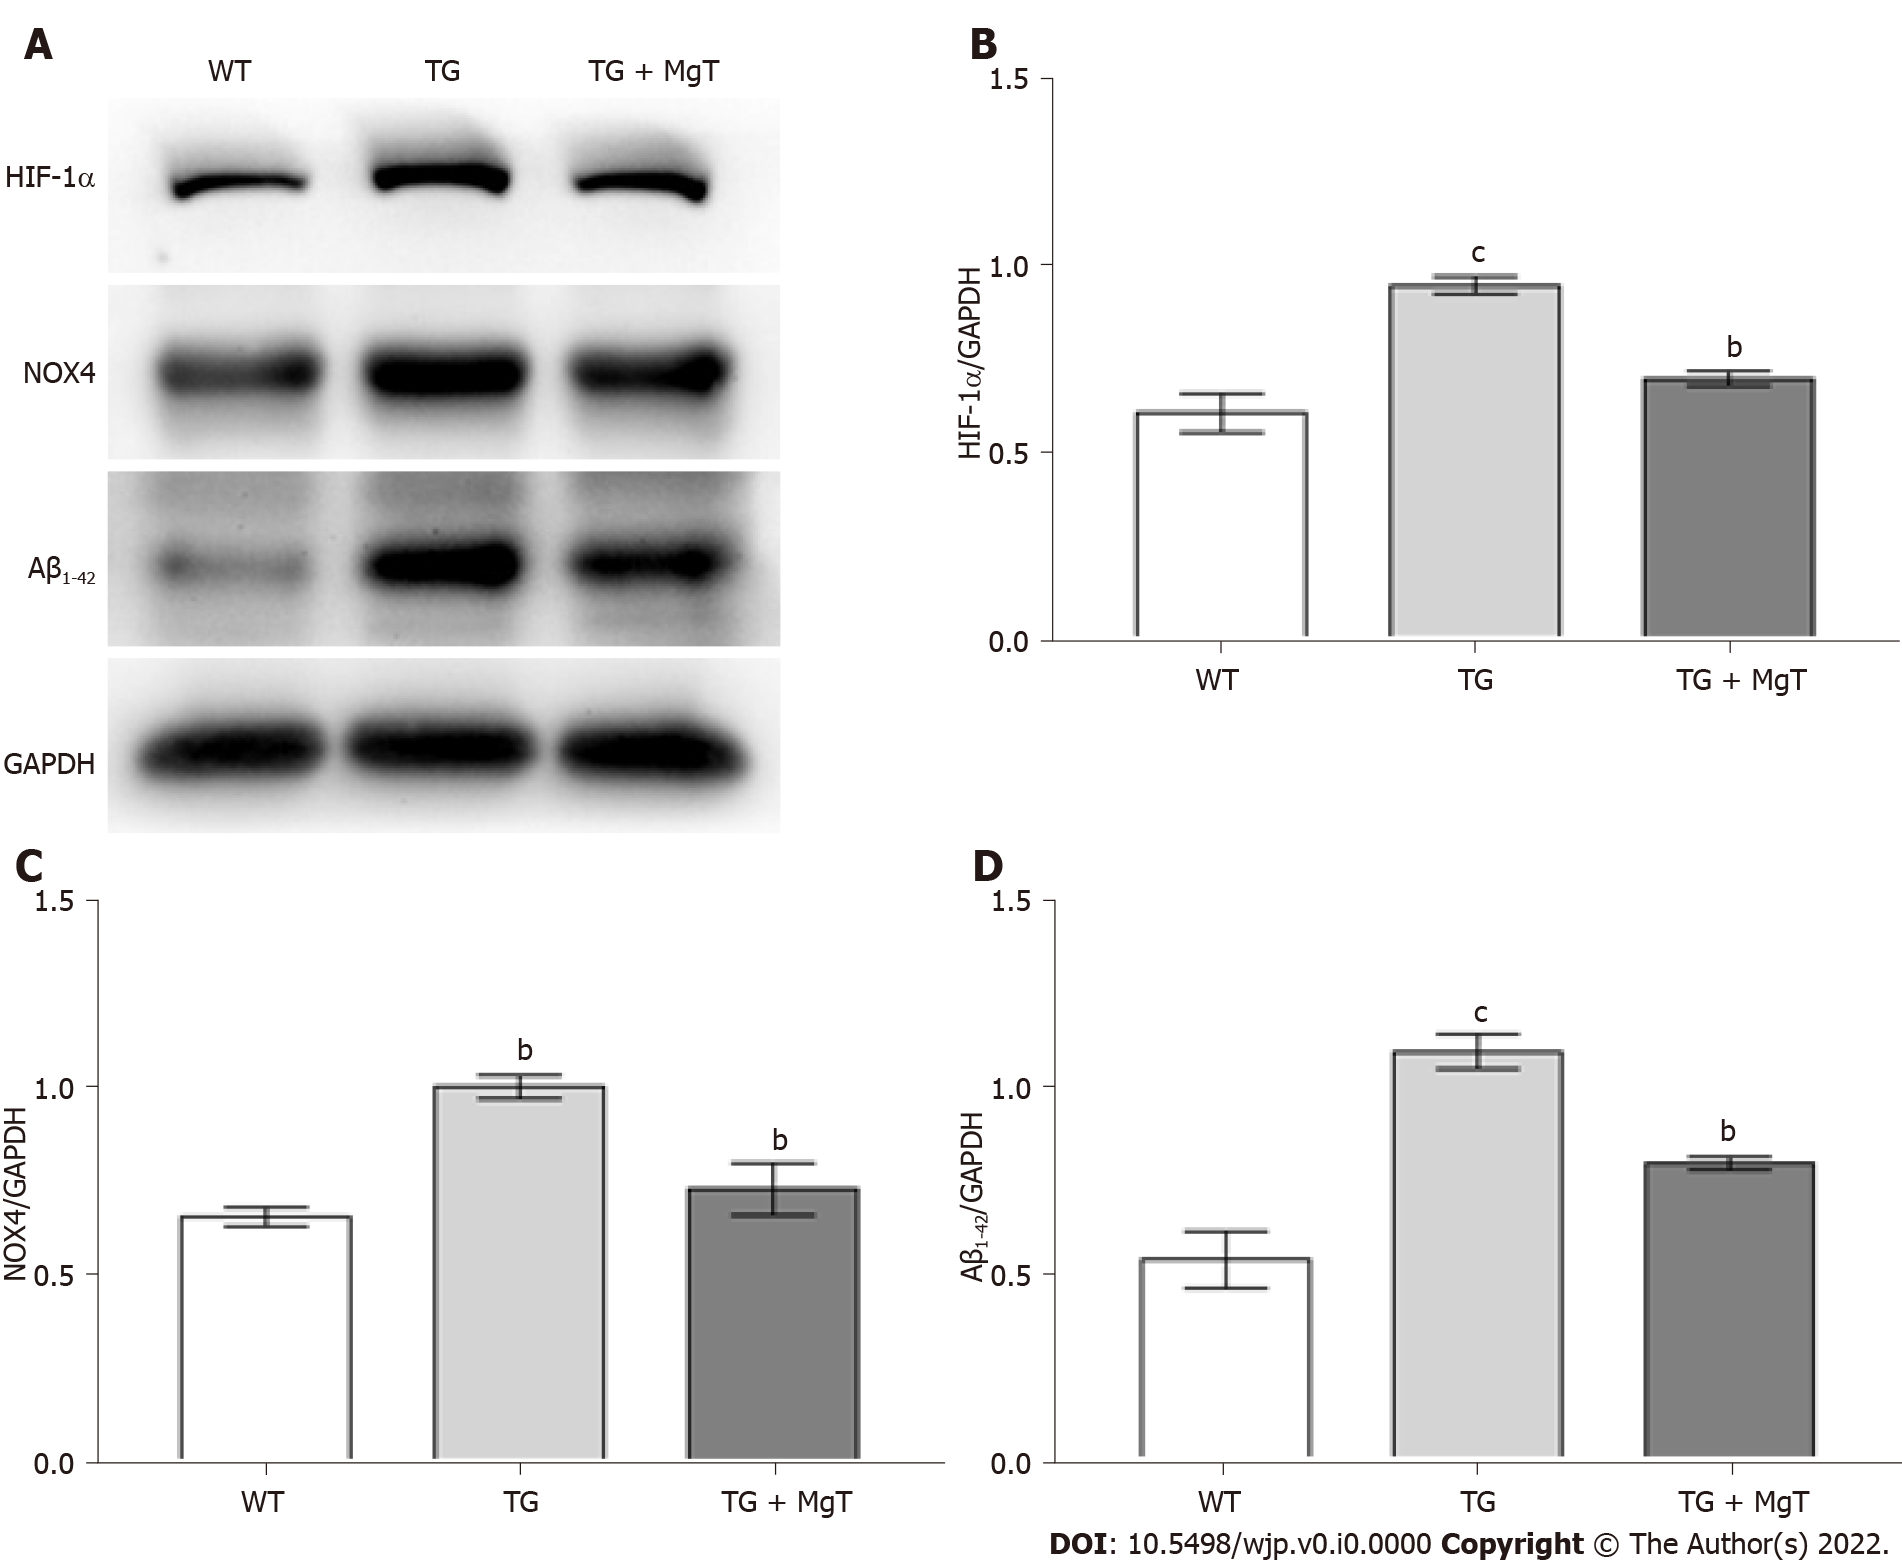 A
WT TG TG + MgT
HIF-1α
NOX4
Aβ1-42
GAPDH
B
1.5
1.0
0.5
0.0
HIF-1α/GAPDH
c
b
WT TG TG + MgT
C
1.5
1.0
0.5
0.0
NOX4/GAPDH
b
b
WT TG TG + MgT
D
1.5
1.0
0.5
0.0
Aβ1-42/GAPDH
c
b
WT TG TG + MgT
DOI: 10.5498/wjp.v0.i0.0000 Copyright © The Author(s) 2022.